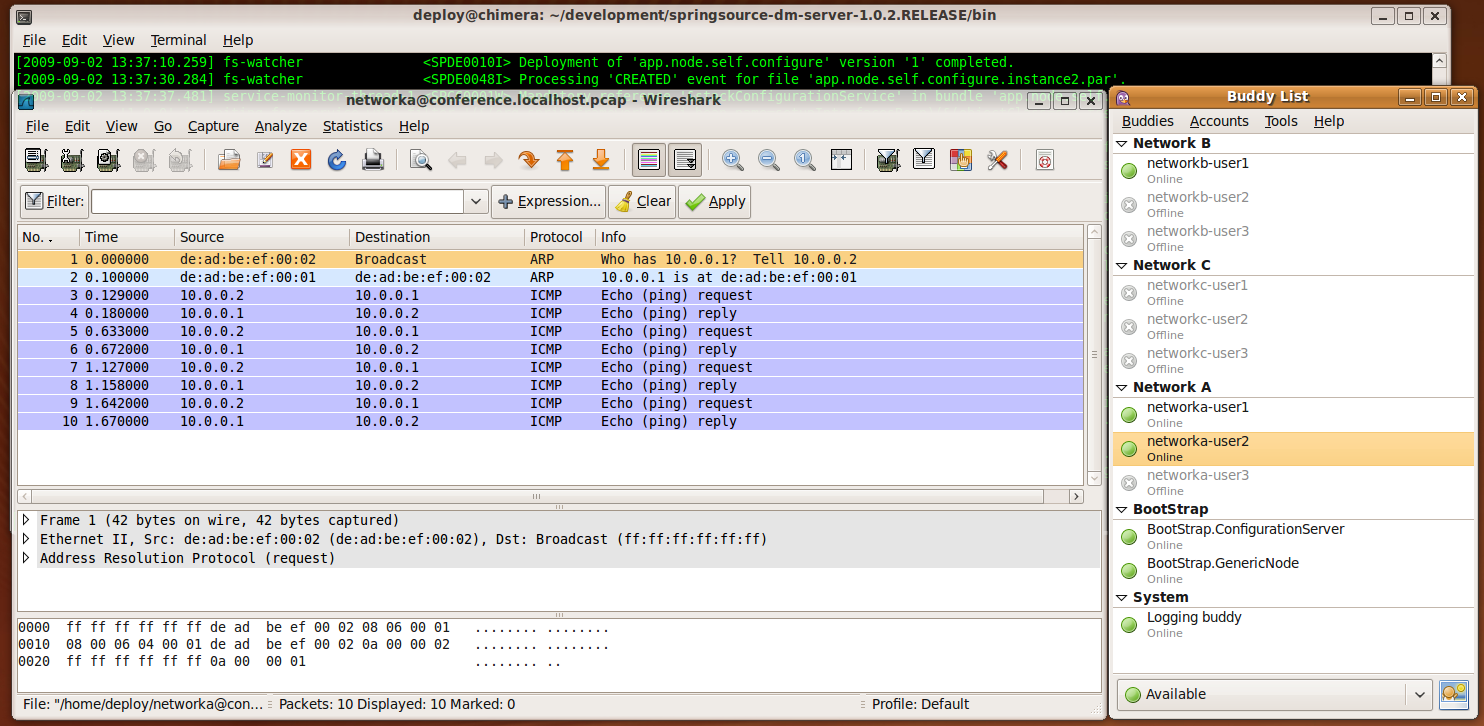 deploy@chimera: ~/development/springsource-dm-server-1.0.2.RELEASE/bin
File Edit View Terminal Help
[2009-09-02 13:37:10.259] fs-watcher <SPDE0010I> Deployment of 'app.node.self.configure' version '1' completed.
[2009-09-02 13:37:30.284] fs-watcher <SPDE0048I> Processing 'CREATED' event for file 'app.node.self.configure.instance2.par'.
networka@conference.localhost.pcap - Wireshark
File Edit View Go Capture Analyze Statistics Help
Filter: Expression... Clear Apply
No. Time Source Destination Protocol Info
1 0.000000 de:ad:be:ef:00:02 Broadcast ARP Who has 10.0.0.1? Tell 10.0.0.2
2 0.100000 de:ad:be:ef:00:01 de:ad:be:ef:00:02 ARP 10.0.0.1 is at de:ad:be:ef:00:01
3 0.129000 10.0.0.2 10.0.0.1 ICMP Echo (ping) request
4 0.180000 10.0.0.1 10.0.0.2 ICMP Echo (ping) reply
5 0.633000 10.0.0.2 10.0.0.1 ICMP Echo (ping) request
6 0.672000 10.0.0.1 10.0.0.2 ICMP Echo (ping) reply
7 1.127000 10.0.0.2 10.0.0.1 ICMP Echo (ping) request
8 1.158000 10.0.0.1 10.0.0.2 ICMP Echo (ping) reply
9 1.642000 10.0.0.2 10.0.0.1 ICMP Echo (ping) request
10 1.670000 10.0.0.1 10.0.0.2 ICMP Echo (ping) reply
Frame 1 (42 bytes on wire, 42 bytes captured)
Ethernet II, Src: de:ad:be:ef:00:02 (de:ad:be:ef:00:02), Dst: Broadcast (ff:ff:ff:ff:ff:ff)
Address Resolution Protocol (request)
0000 ff ff ff ff ff ff de ad be ef 00 02 08 06 00 01 ........ ........
0010 08 00 06 04 00 01 de ad be ef 00 02 0a 00 00 02 ........ ........
0020 ff ff ff ff ff ff 0a 00 00 01 ........ ..
File: "/home/deploy/networka@con... Packets: 10 Displayed: 10 Marked: 0 Profile: Default
Buddy List
Buddies Accounts Tools Help
Network B
networkb-user1
Online
networkb-user2
Offline
networkb-user3
Offline
Network C
networkc-user1
Offline
networkc-user2
Offline
networkc-user3
Offline
Network A
networka-user1
Online
networka-user2
Online
networka-user3
Offline
BootStrap
BootStrap.ConfigurationServer
Online
BootStrap.GenericNode
Online
System
Logging buddy
Online
Available